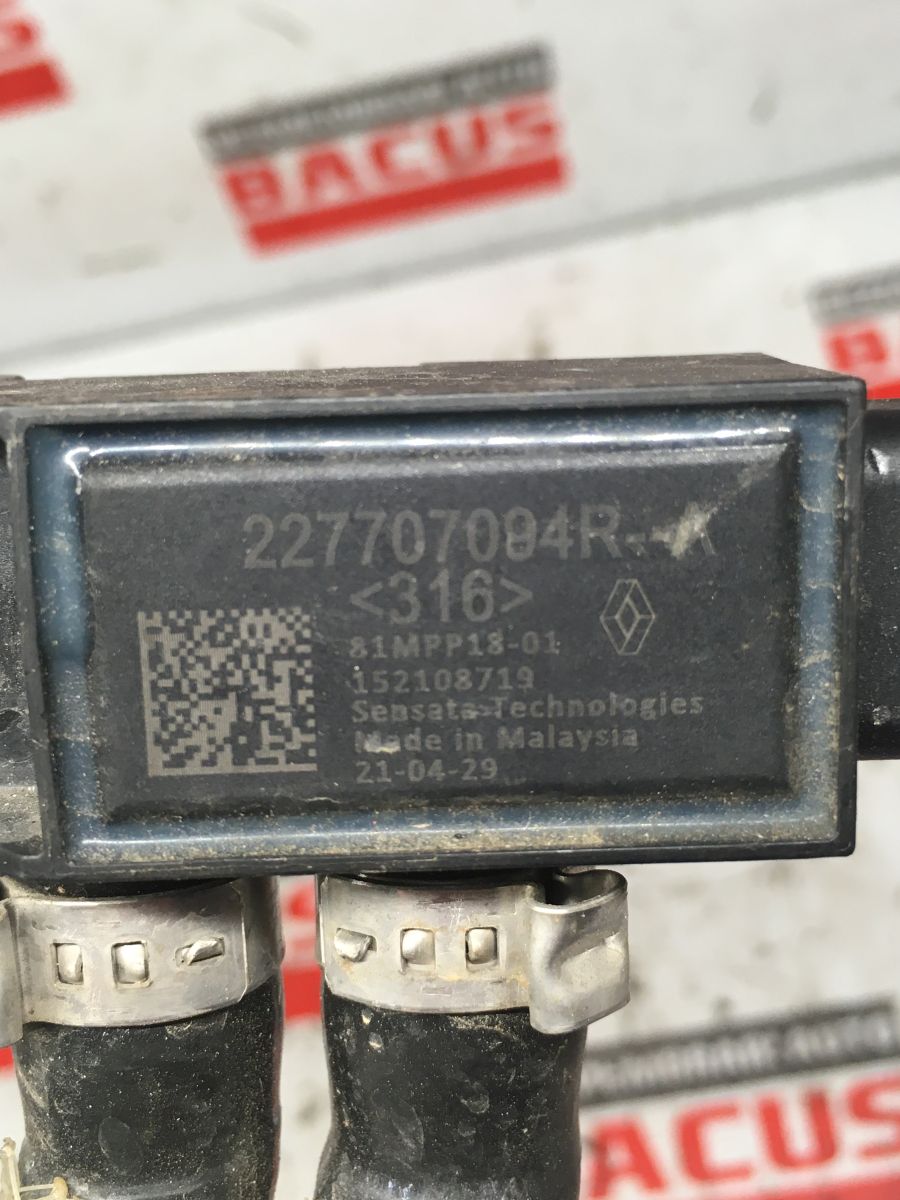 BACUS
227707094R--A
<316>
81MPP18-01
152108719
Sensata Technologies
Made in Malaysia
21-04-29
BACUS